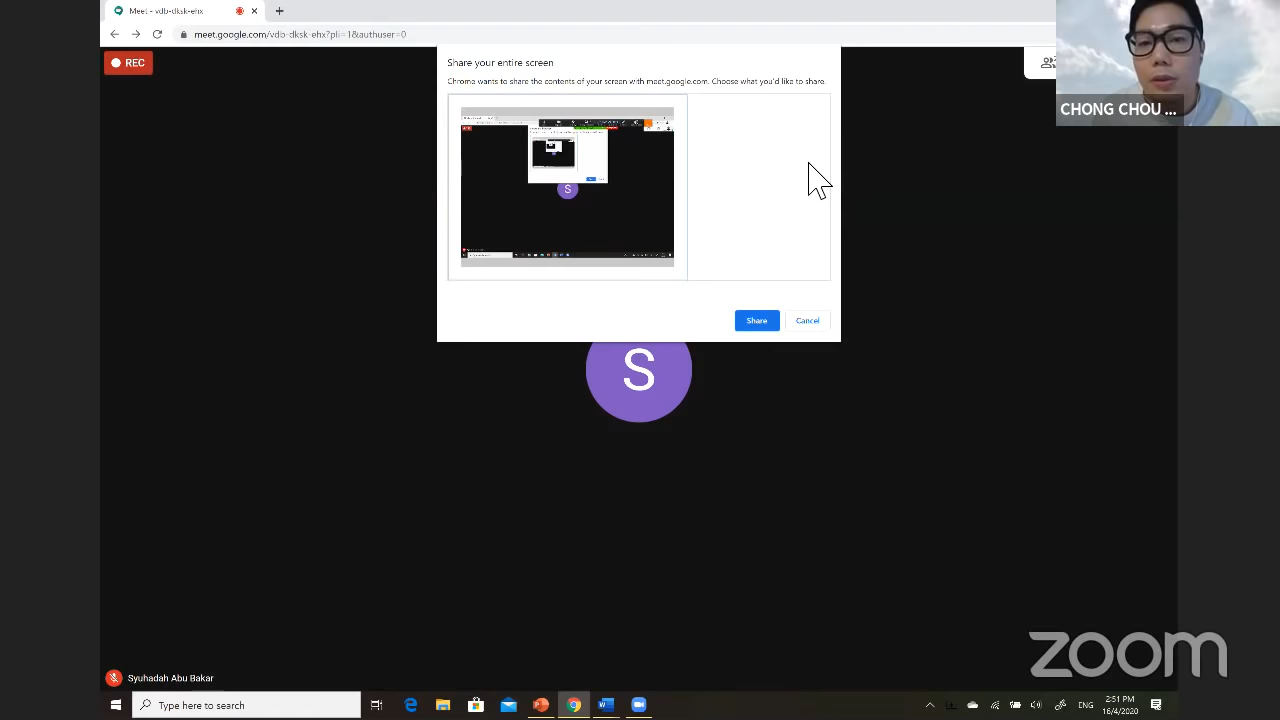 Meet - vdb-dksk-ehx
meet.google.com/vdb-dksk-ehx?pli=1&authuser=0
REC
Share your entire screen
Chrome wants to share the contents of your screen with meet.google.com. Choose what you'd like to share.
CHONG CHOU ...
S
Share
Cancel
S
Syuhadah Abu Bakar
zoom
Type here to search
ENG
2:51 PM
16/4/2020